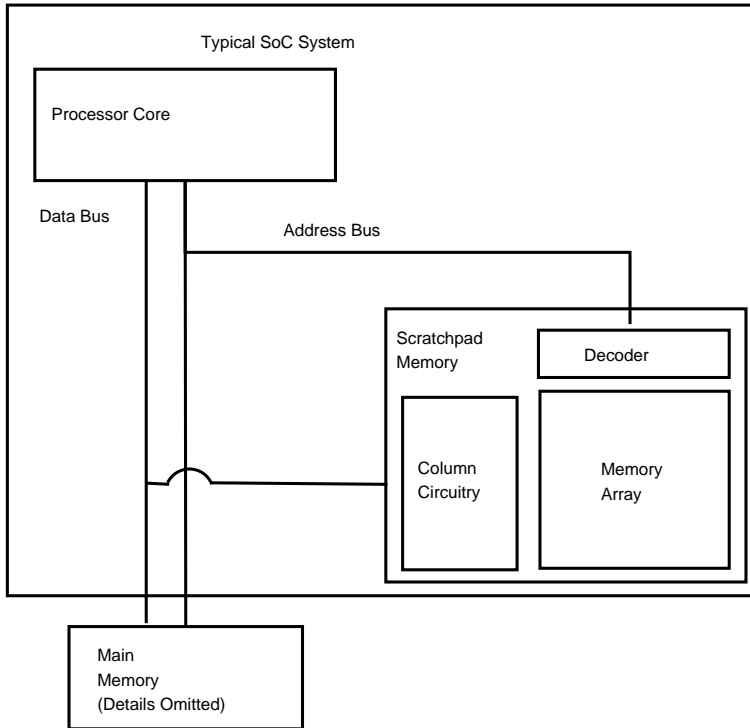 Typical SoC System
Processor Core
Data Bus
Address Bus
Scratchpad
Memory
Decoder
Column
Circuitry
Memory
Array
Main
Memory
(Details Omitted)